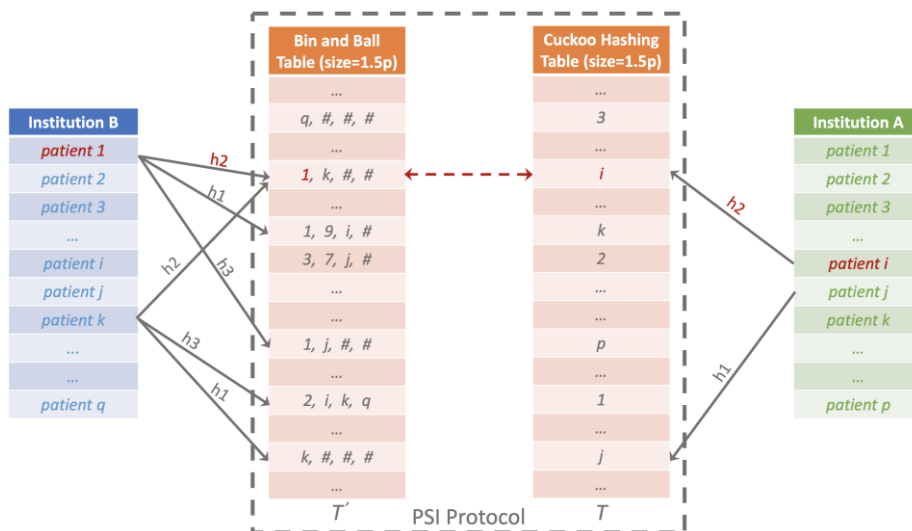 Institution B
patient 1
patient 2
patient 3
...
patient i
patient j
patient k
...
...
patient q
h2
h1
h3
h2
h3
h1
Bin and Ball
Table (size=1.5p)
...
q, #, #, #
...
1, k, #, #
...
1, 9, i, #
3, 7, j, #
...
...
1, j, #, #
...
2, i, k, q
...
k, #, #, #
...
T′
PSI Protocol
Cuckoo Hashing
Table (size=1.5p)
...
3
...
i
...
k
2
...
...
p
...
1
...
j
...
T
h2
h1
Institution A
patient 1
patient 2
patient 3
...
patient i
patient j
patient k
...
...
patient p